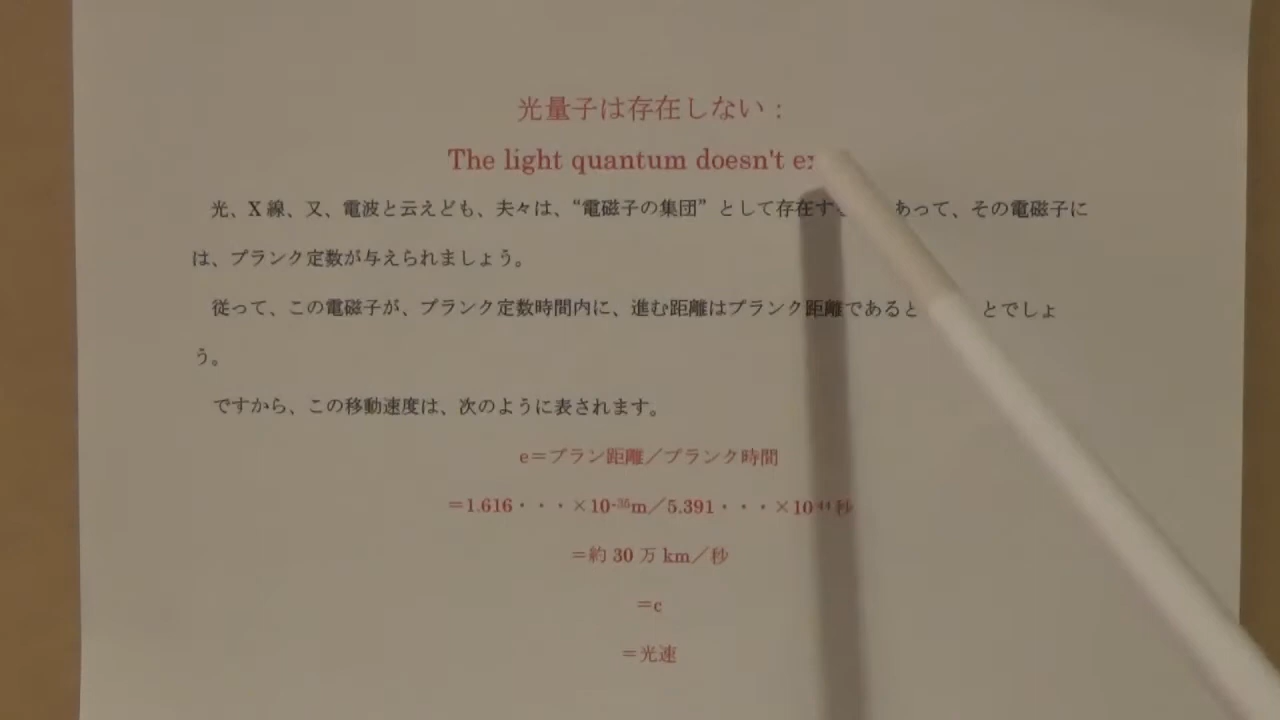 光量子は存在しない：
The light quantum doesn't
光、X 線、又、電波と云えども、夫々は、“電磁子の集団” として存在す あって、その電磁子に
は、プランク定数が与えられましょう。
従って、この電磁子が、プランク定数時間内に、進む距離はプランク距離であると とでしょ
う。
ですから、この移動速度は、次のように表されます。
e＝プラン距離／プランク時間
＝1.616・・・×10-35m／5.391・・・×10-44 秒
＝約 30 万 km／秒
＝c
＝光速